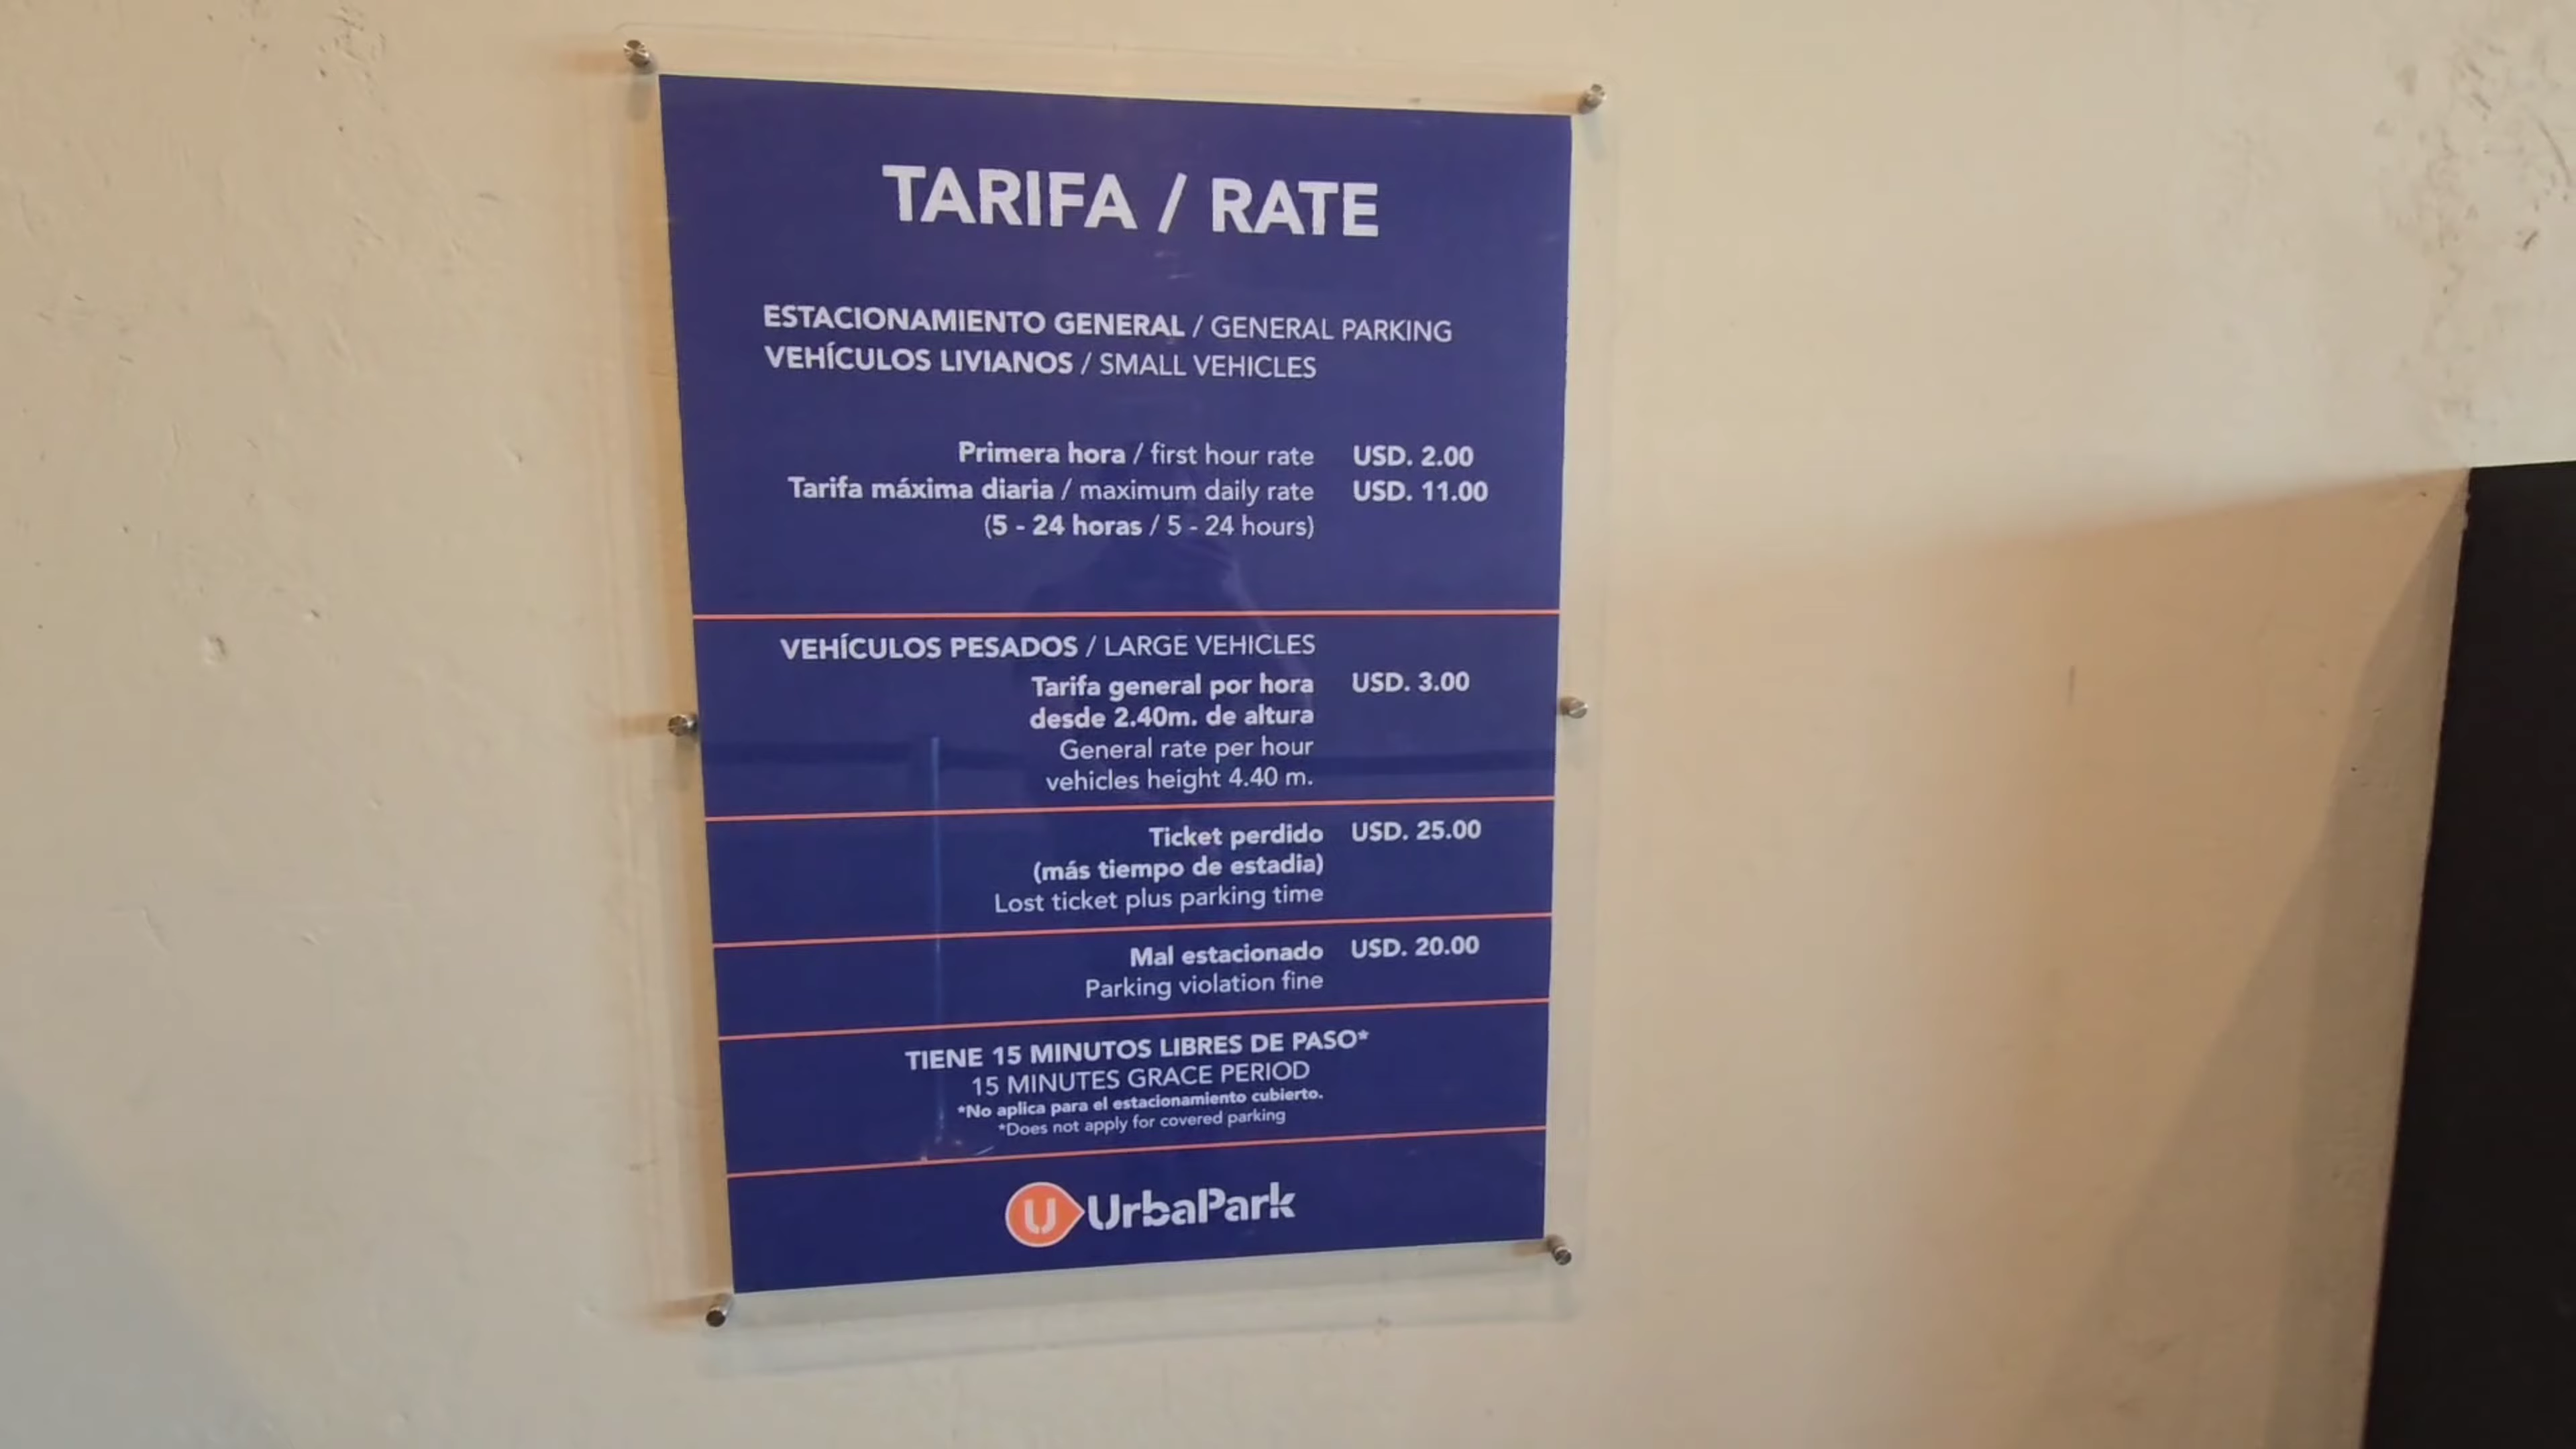 TARIFA / RATE
ESTACIONAMIENTO GENERAL / GENERAL PARKING
VEHÍCULOS LIVIANOS / SMALL VEHICLES
Primera hora / first hour rate USD. 2.00
Tarifa máxima diaria / maximum daily rate USD. 11.00
(5 - 24 horas / 5 - 24 hours)
VEHÍCULOS PESADOS / LARGE VEHICLES
Tarifa general por hora USD. 3.00
desde 2.40m. de altura
General rate per hour
vehicles height 4.40 m.
Ticket perdido USD. 25.00
(más tiempo de estadia)
Lost ticket plus parking time
Mal estacionado USD. 20.00
Parking violation fine
TIENE 15 MINUTOS LIBRES DE PASO*
15 MINUTES GRACE PERIOD
*No aplica para el estacionamiento cubierto.
*Does not apply for covered parking
U UrbaPark